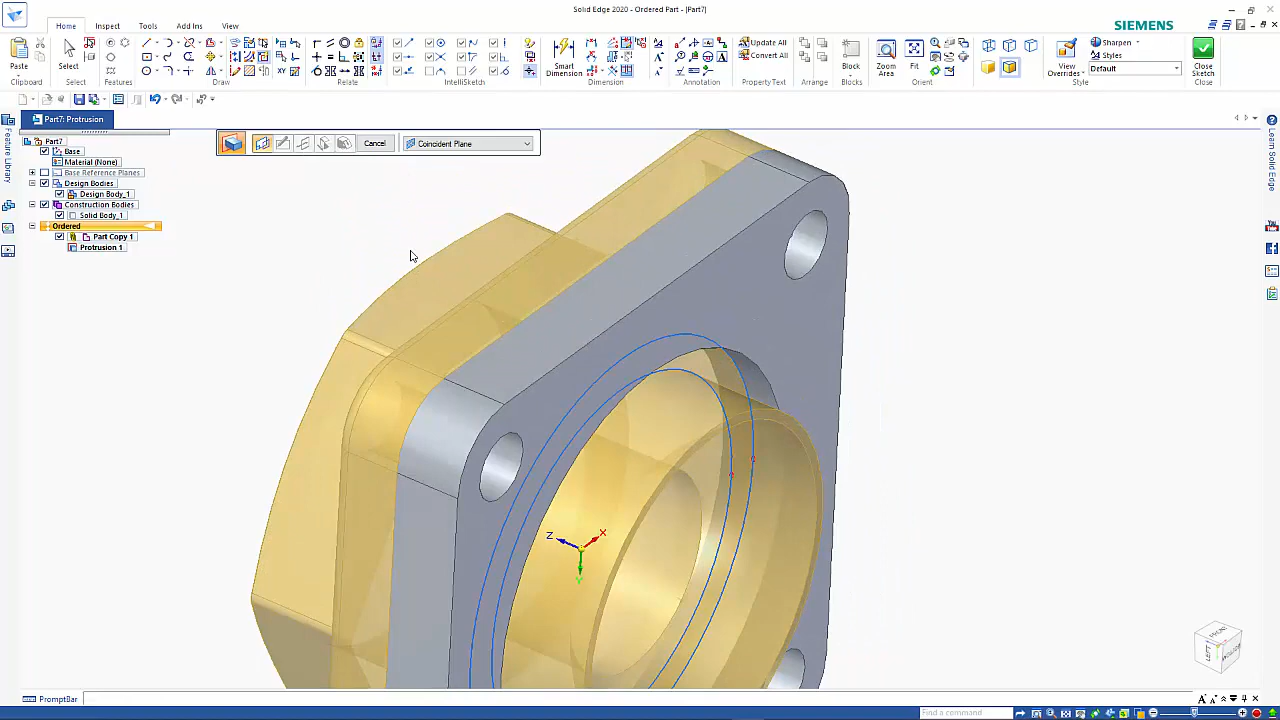 Solid Edge 2020 - Ordered Part - [Part7]
Home
Inspect
Tools
Add Ins
View
SIEMENS
Paste
Select
Smart
Dimension
Update All
Convert All
Block
Zoom
Area
Fit
View
Overrides
Sharpen
Styles
Default
Close
Sketch
Clipboard
Select
Features
Draw
Relate
IntelliSketch
Dimension
Annotation
PropertyText
Arrange
Block
Orient
Style
Close
Part7: Protrusion
Feature Library
Learn Solid Edge
Cancel
Coincident Plane
Part7
Base
Material (None)
Base Reference Planes
Design Bodies
Design Body_1
Construction Bodies
Solid Body_1
Ordered
Part Copy 1
Protrusion 1
Z
X
Y
FRONT
LEFT
PromptBar
Find a command